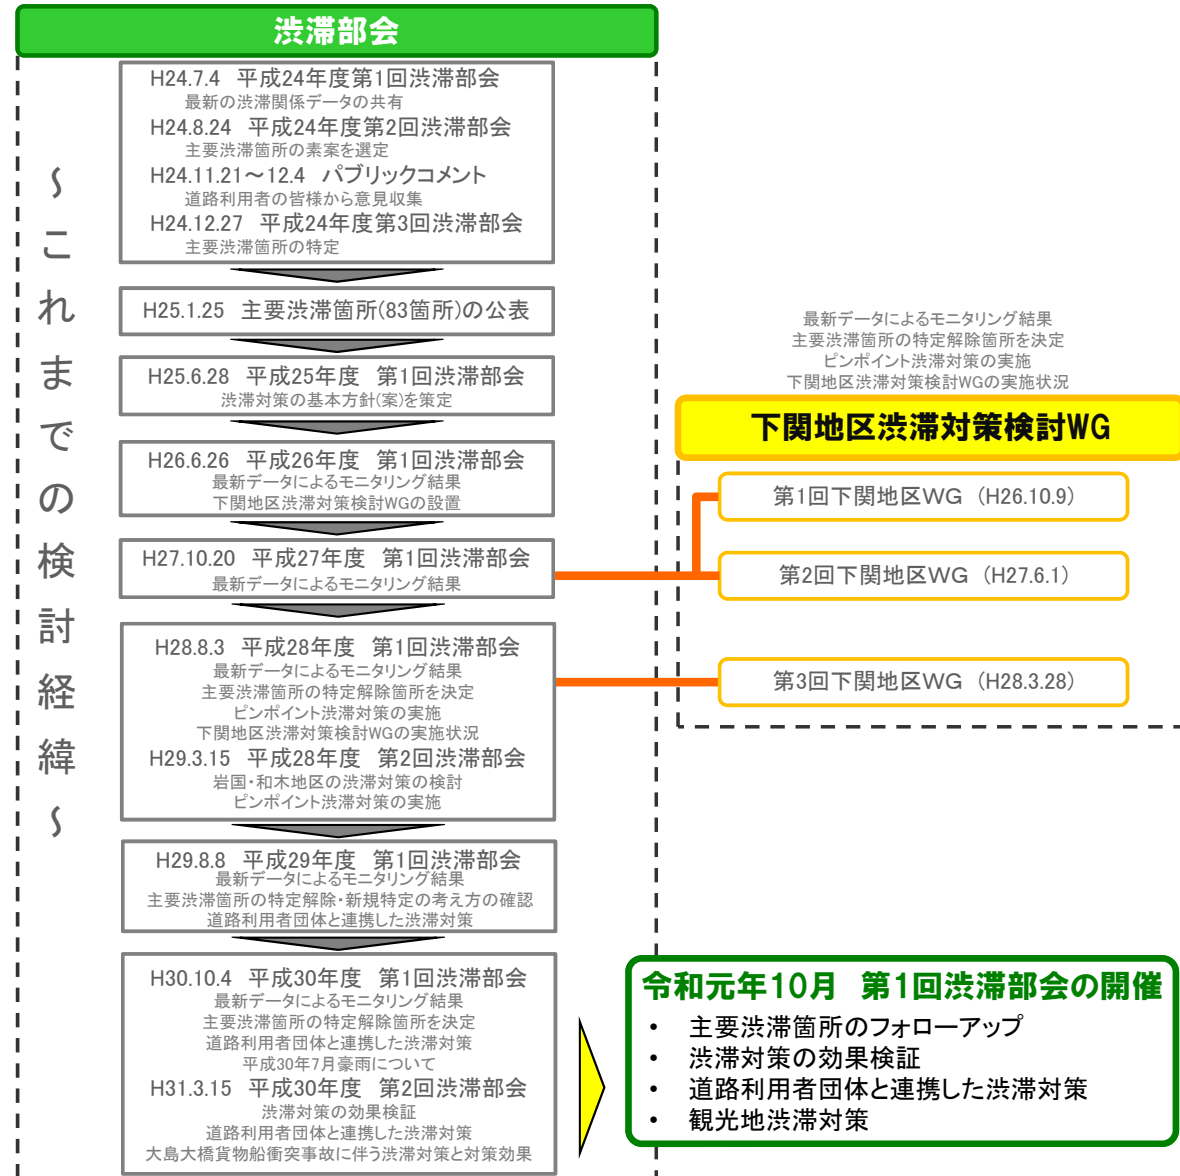 渋滞部会
～これまでの検討経緯～
H24.7.4 平成24年度第1回渋滞部会
最新の渋滞関係データの共有
H24.8.24 平成24年度第2回渋滞部会
主要渋滞箇所の素案を選定
H24.11.21～12.4 パブリックコメント
道路利用者の皆様から意見収集
H24.12.27 平成24年度第3回渋滞部会
主要渋滞箇所の特定
H25.1.25 主要渋滞箇所(83箇所)の公表
H25.6.28 平成25年度 第1回渋滞部会
渋滞対策の基本方針(案)を策定
H26.6.26 平成26年度 第1回渋滞部会
最新データによるモニタリング結果
下関地区渋滞対策検討WGの設置
H27.10.20 平成27年度 第1回渋滞部会
最新データによるモニタリング結果
H28.8.3 平成28年度 第1回渋滞部会
最新データによるモニタリング結果
主要渋滞箇所の特定解除箇所を決定
ピンポイント渋滞対策の実施
下関地区渋滞対策検討WGの実施状況
H29.3.15 平成28年度 第2回渋滞部会
岩国・和木地区の渋滞対策の検討
ピンポイント渋滞対策の実施
H29.8.8 平成29年度 第1回渋滞部会
最新データによるモニタリング結果
主要渋滞箇所の特定解除・新規特定の考え方の確認
道路利用者団体と連携した渋滞対策
H30.10.4 平成30年度 第1回渋滞部会
最新データによるモニタリング結果
主要渋滞箇所の特定解除箇所を決定
道路利用者団体と連携した渋滞対策
平成30年7月豪雨について
H31.3.15 平成30年度 第2回渋滞部会
渋滞対策の効果検証
道路利用者団体と連携した渋滞対策
大島大橋貨物船衝突事故に伴う渋滞対策と対策効果
最新データによるモニタリング結果
主要渋滞箇所の特定解除箇所を決定
ピンポイント渋滞対策の実施
下関地区渋滞対策検討WGの実施状況
下関地区渋滞対策検討WG
第1回下関地区WG (H26.10.9)
第2回下関地区WG (H27.6.1)
第3回下関地区WG (H28.3.28)
令和元年10月 第1回渋滞部会の開催
• 主要渋滞箇所のフォローアップ
• 渋滞対策の効果検証
• 道路利用者団体と連携した渋滞対策
• 観光地渋滞対策